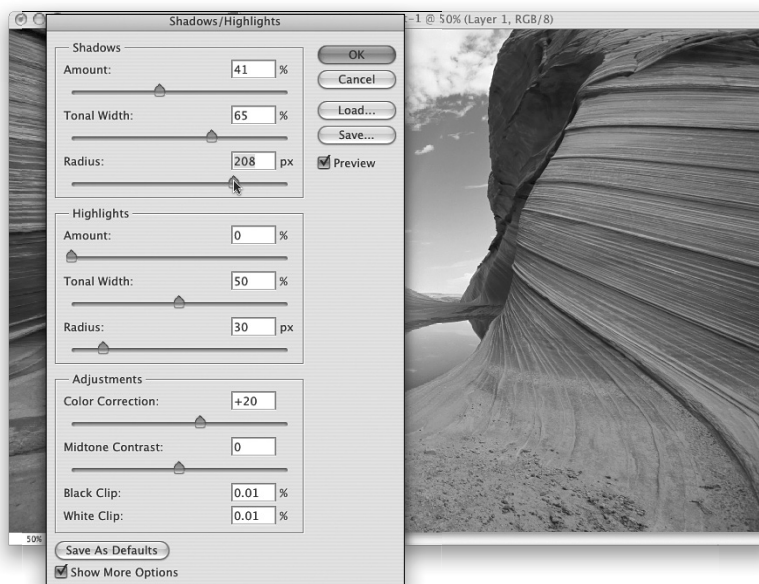 Shadows/Highlights
-1 @ 50% (Layer 1, RGB/8)
Shadows
Amount: 41 %
Tonal Width: 65 %
Radius: 208 px
Highlights
Amount: 0 %
Tonal Width: 50 %
Radius: 30 px
Adjustments
Color Correction: +20
Midtone Contrast: 0
Black Clip: 0.01 %
White Clip: 0.01 %
Save As Defaults
Show More Options
OK
Cancel
Load...
Save...
Preview
50%